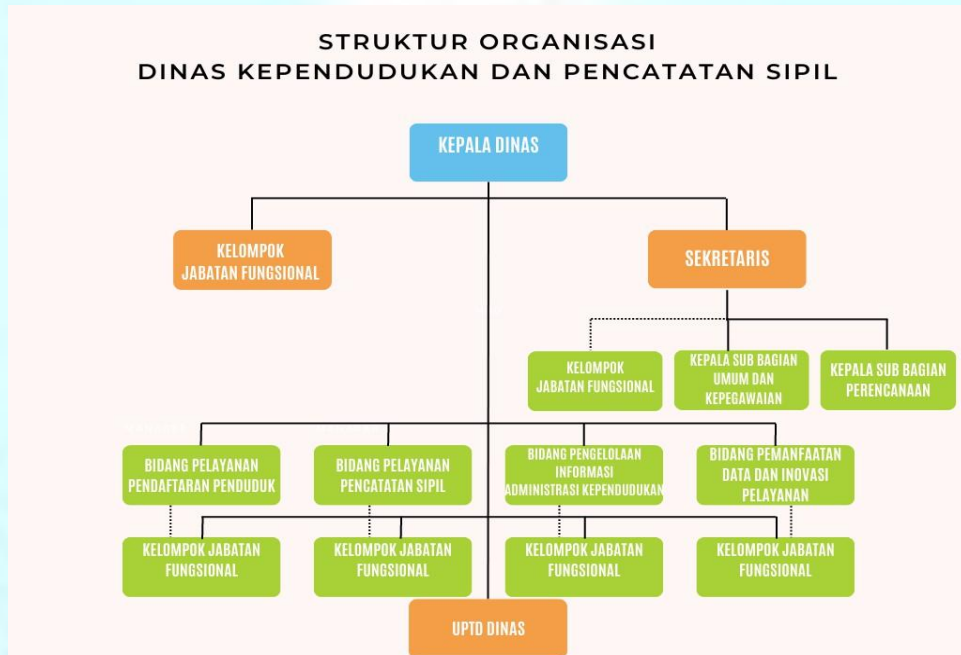 STRUKTUR ORGANISASI
DINAS KEPENDUDUKAN DAN PENCATATAN SIPIL
KEPALA DINAS
KELOMPOK
JABATAN FUNGSIONAL
SEKRETARIS
KELOMPOK
JABATAN FUNGSIONAL
KEPALA SUB BAGIAN
UMUM DAN
KEPEGAWAIAN
KEPALA SUB BAGIAN
PERENCANAAN
BIDANG PELAYANAN
PENDAFTARAN PENDUDUK
BIDANG PELAYANAN
PENCATATAN SIPIL
BIDANG PENGELOLAAN
INFORMASI
ADMINISTRASI KEPENDUDUKAN
BIDANG PEMANFAATAN
DATA DAN INOVASI
PELAYANAN
KELOMPOK JABATAN
FUNGSIONAL
KELOMPOK JABATAN
FUNGSIONAL
KELOMPOK JABATAN
FUNGSIONAL
KELOMPOK JABATAN
FUNGSIONAL
UPTD DINAS